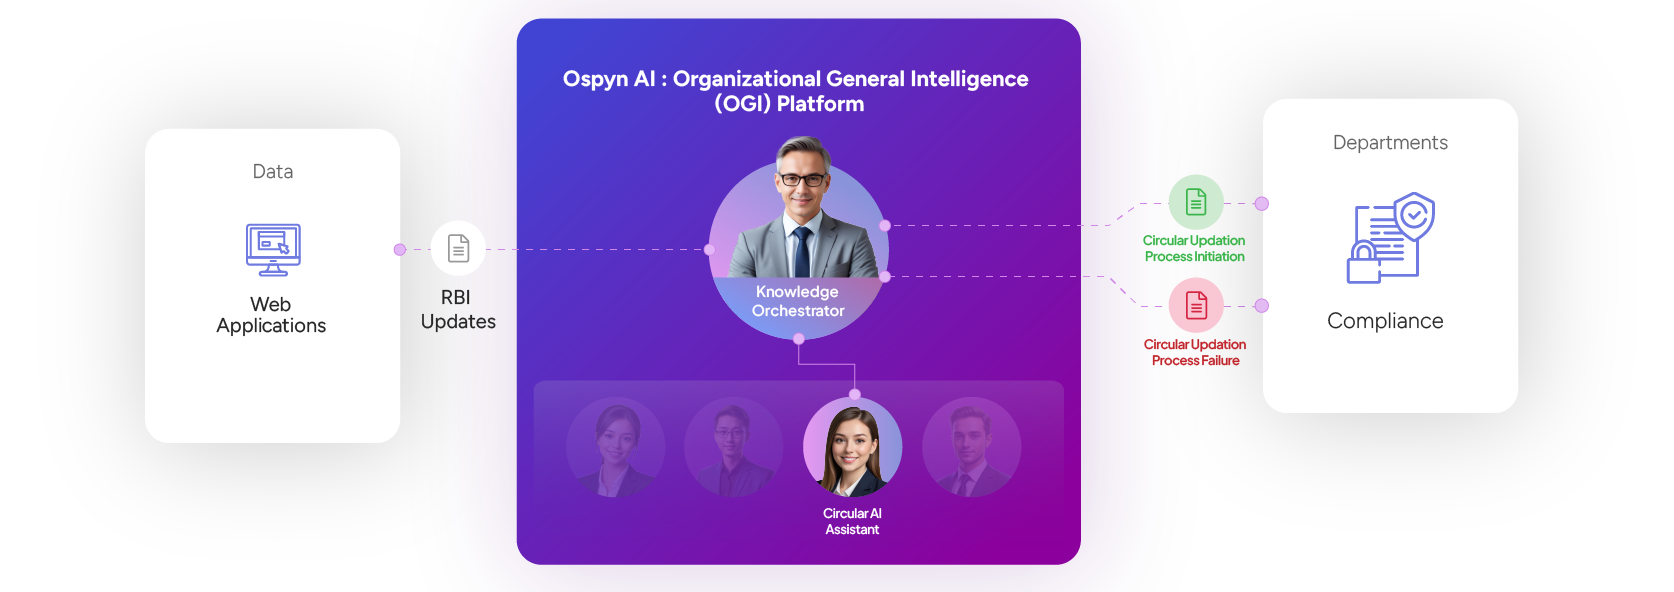 Data
Web
Applications
RBI
Updates
Ospyn AI : Organizational General Intelligence
(OGI) Platform
Knowledge
Orchestrator
Circular AI
Assistant
Circular Updation
Process Initiation
Circular Updation
Process Failure
Departments
Compliance